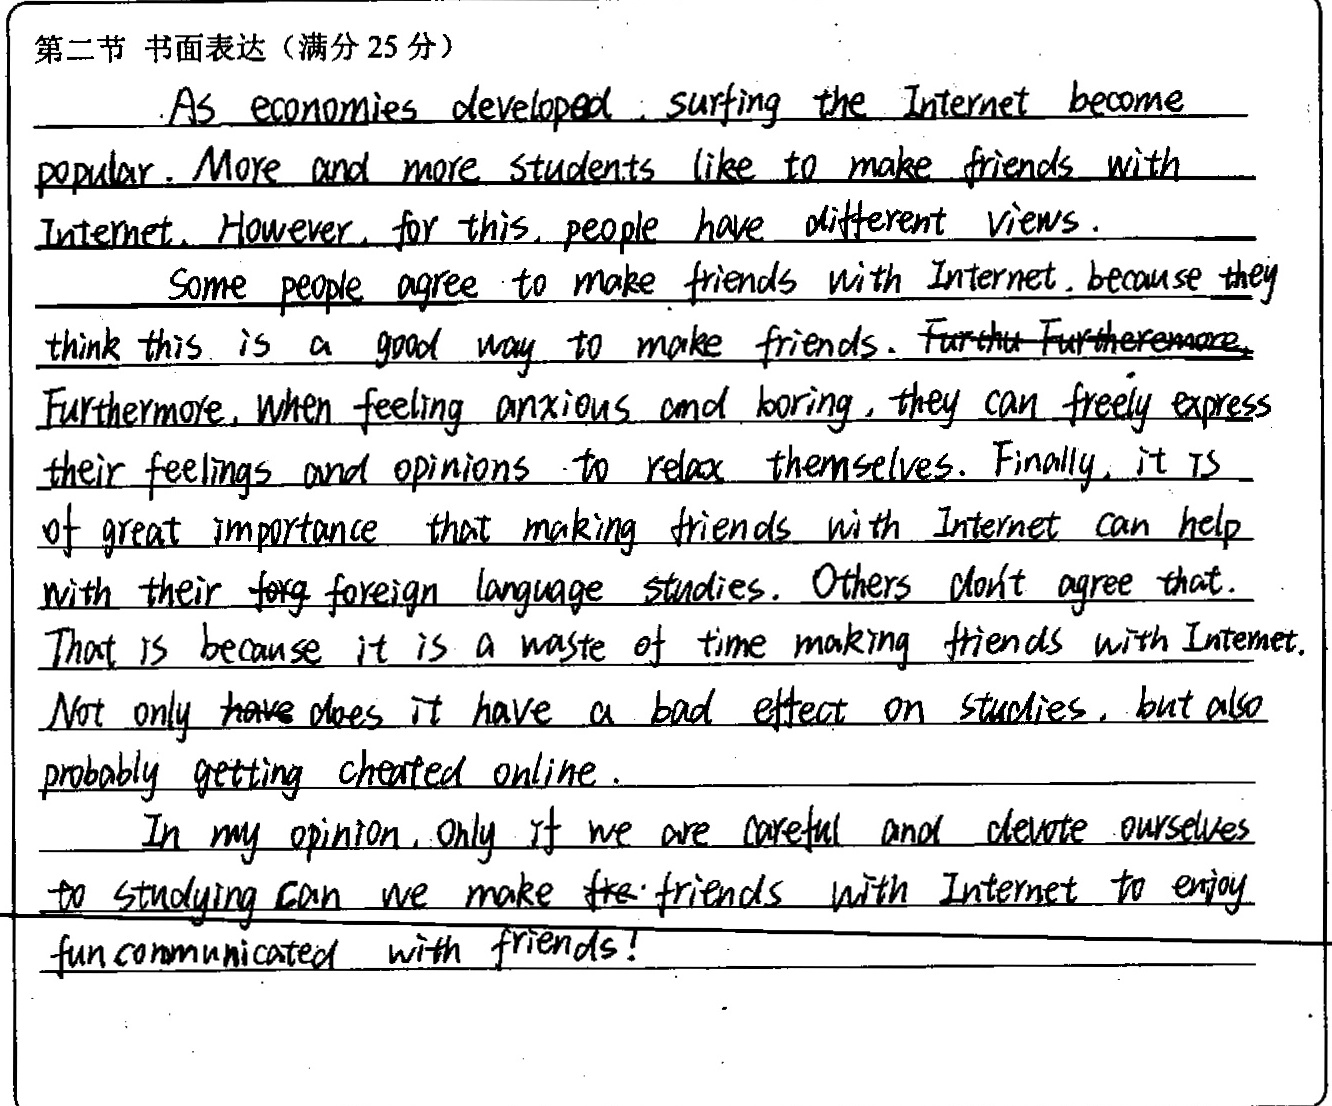 第二节 书面表达（满分 25 分）
As economies developed, surfing the Internet become
popular. More and more students like to make friends with
Internet. However, for this, people have different views.
Some people agree to make friends with Internet, because they
think this is a good way to make friends. Furthu Furtheremore,
Furthermore, when feeling anxious and boring, they can freely express
their feelings and opinions to relax themselves. Finally, it is
of great importance that making friends with Internet can help
with their forg foreign language studies. Others don't agree that.
That is because it is a waste of time making friends with Internet.
Not only have does it have a bad effect on studies, but also
probably getting cheated online.
In my opinion, only if we are careful and devote ourselves
to studying can we make fre friends with Internet to enjoy
fun communicated with friends!